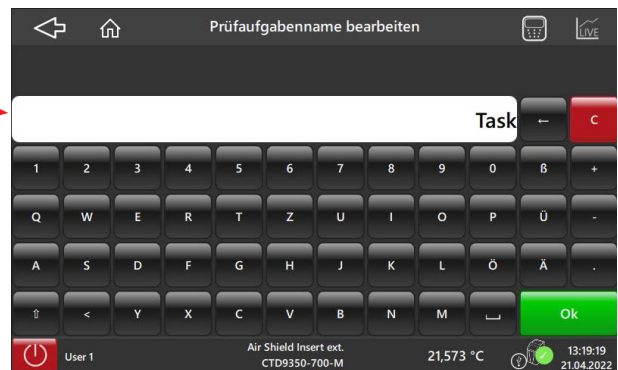 Prüfaufgabenname bearbeiten
LIVE
Task
← C
1 2 3 4 5 6 7 8 9 0 ß +
Q W E R T Z U I O P Ü -
A S D F G H J K L Ö Ä .
⇧ < Y X C V B N M ⎵ Ok
User 1
Air Shield Insert ext.
CTD9350-700-M
21,573 °C
13:19:19
21.04.2022